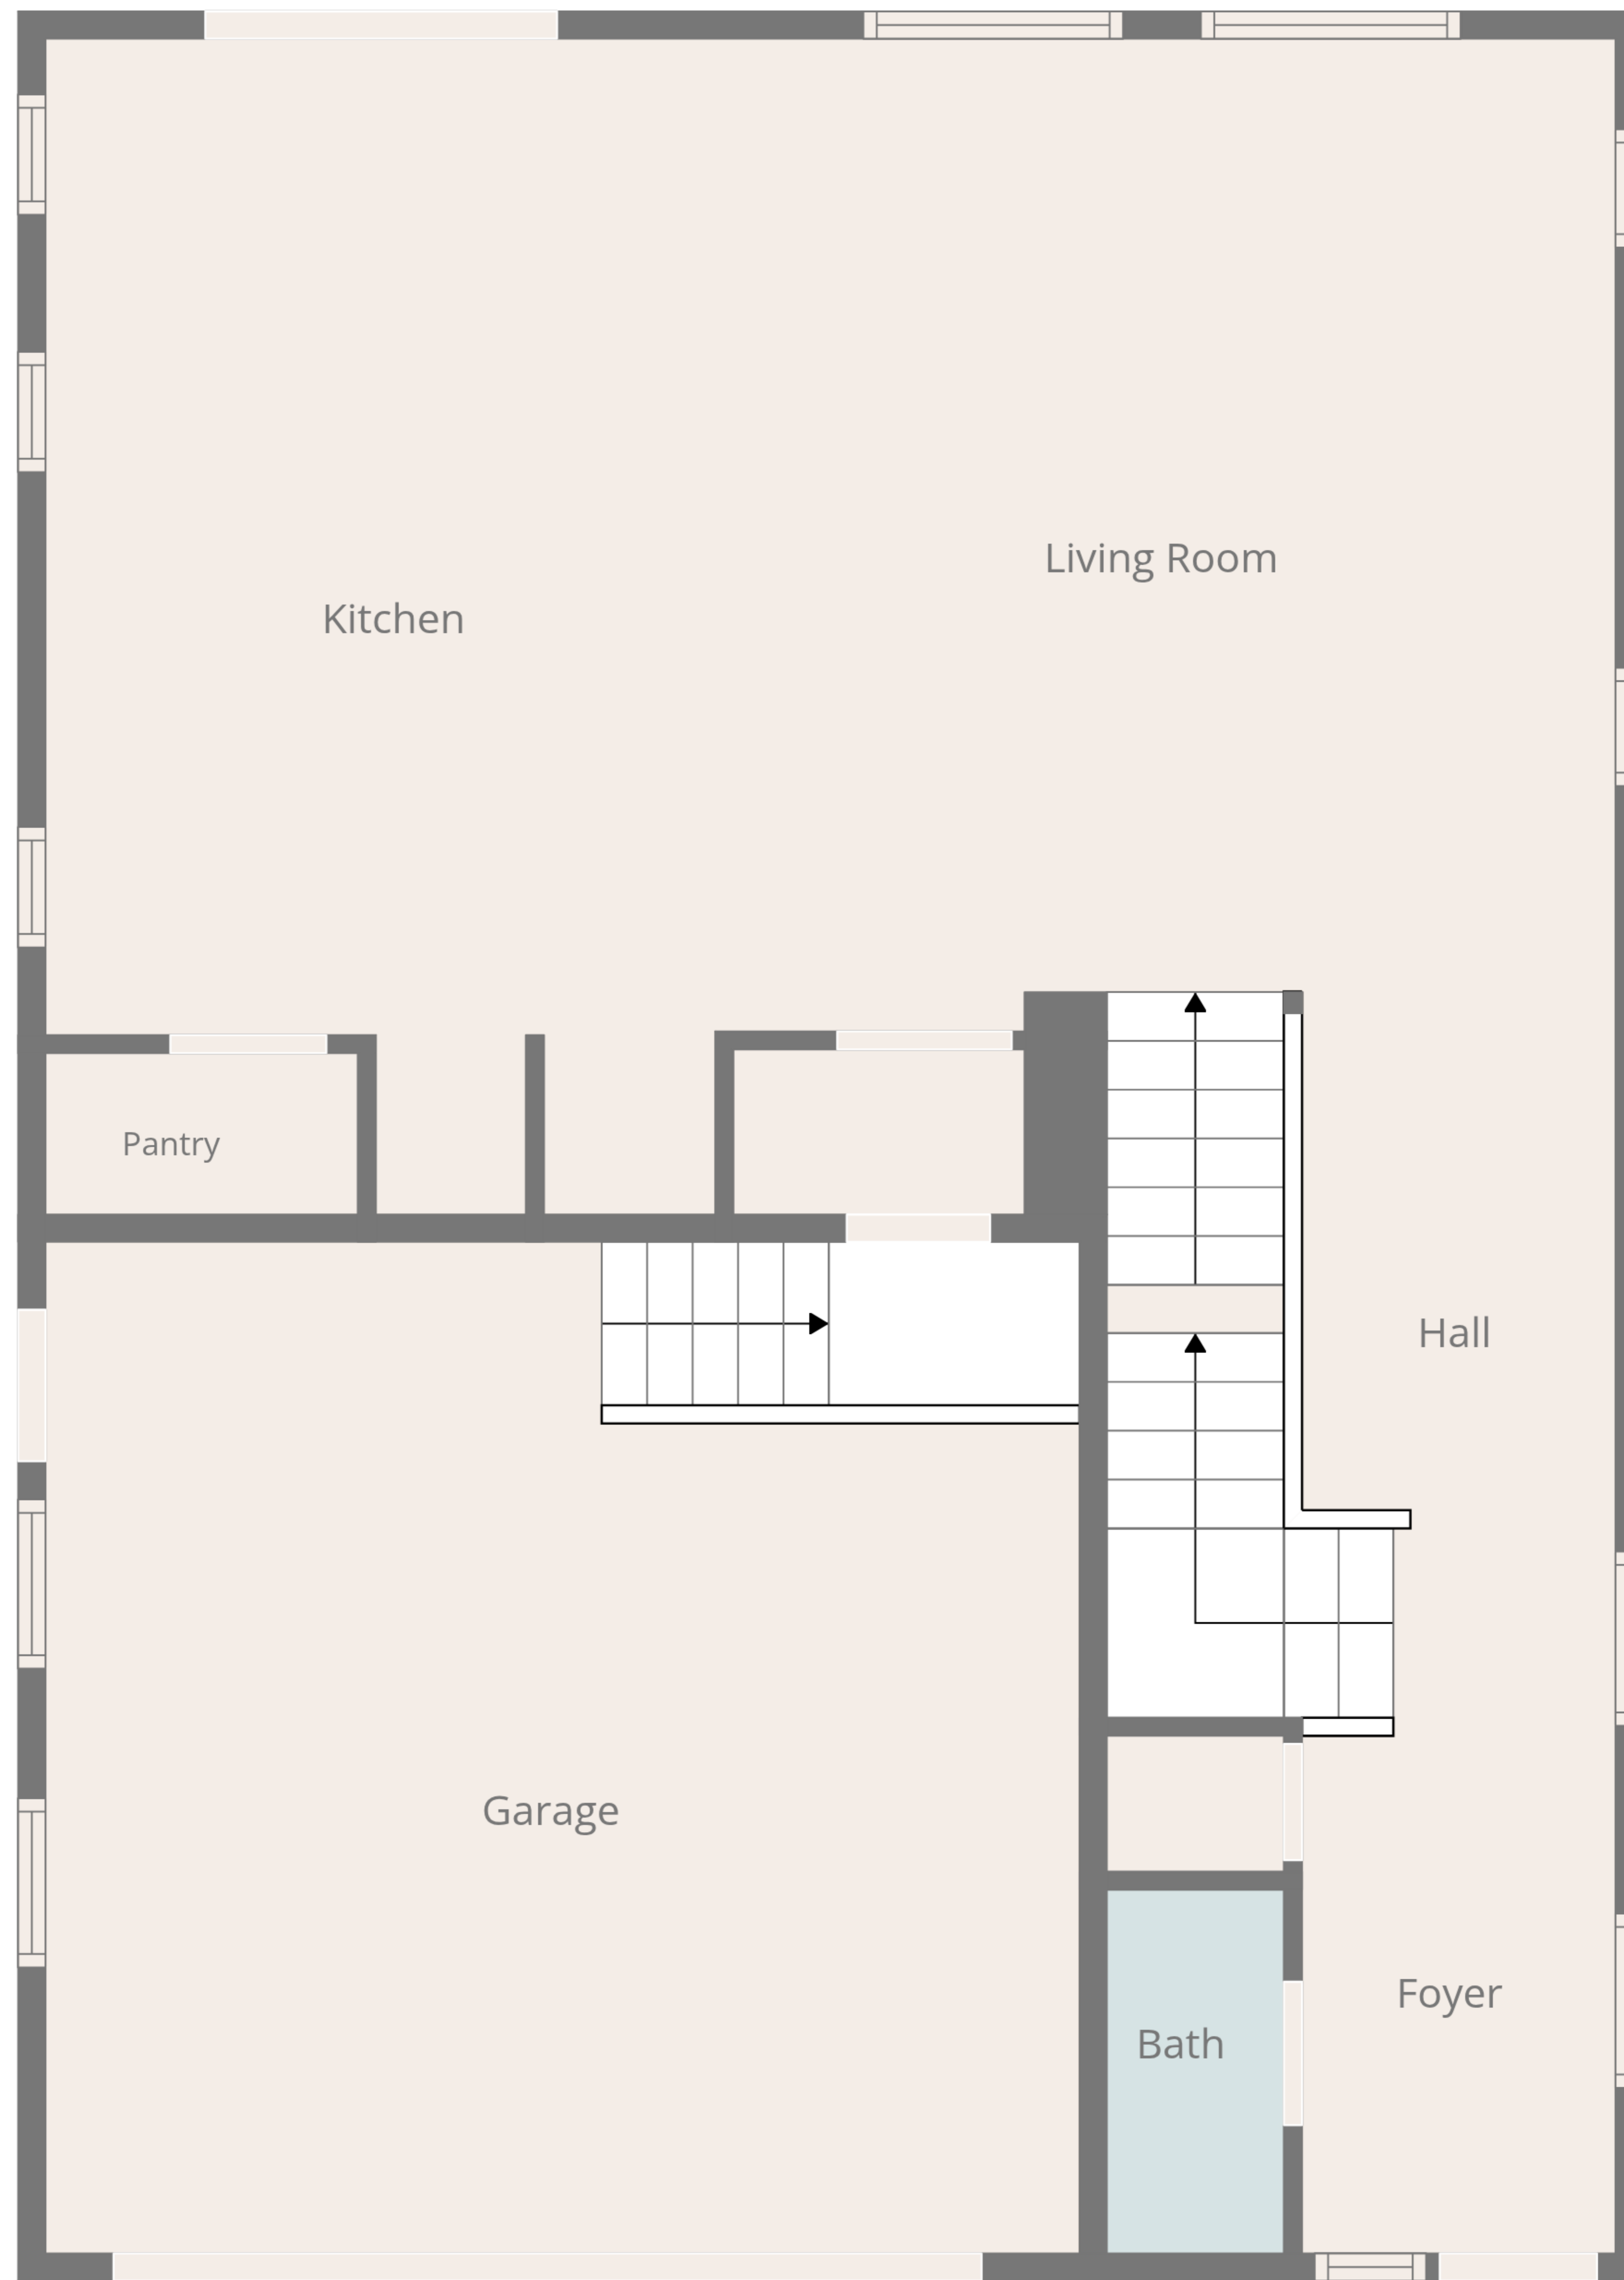 Living Room
Kitchen
Pantry
Hall
Garage
Foyer
Bath